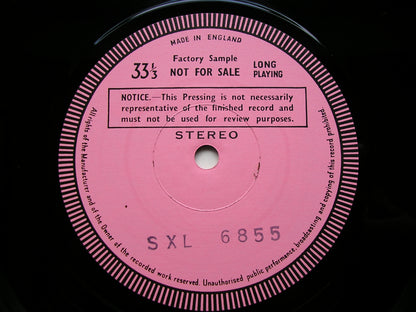 MADE IN ENGLAND
Factory Sample
33 1/3 NOT FOR SALE LONG PLAYING
NOTICE.—This Pressing is not necessarily
representative of the finished record and
must not be used for review purposes.
STEREO
SXL 6855
All rights of the Manufacturer and of the Owner of the recorded work reserved. Unauthorised public performance, broadcasting and copying of this record prohibited.